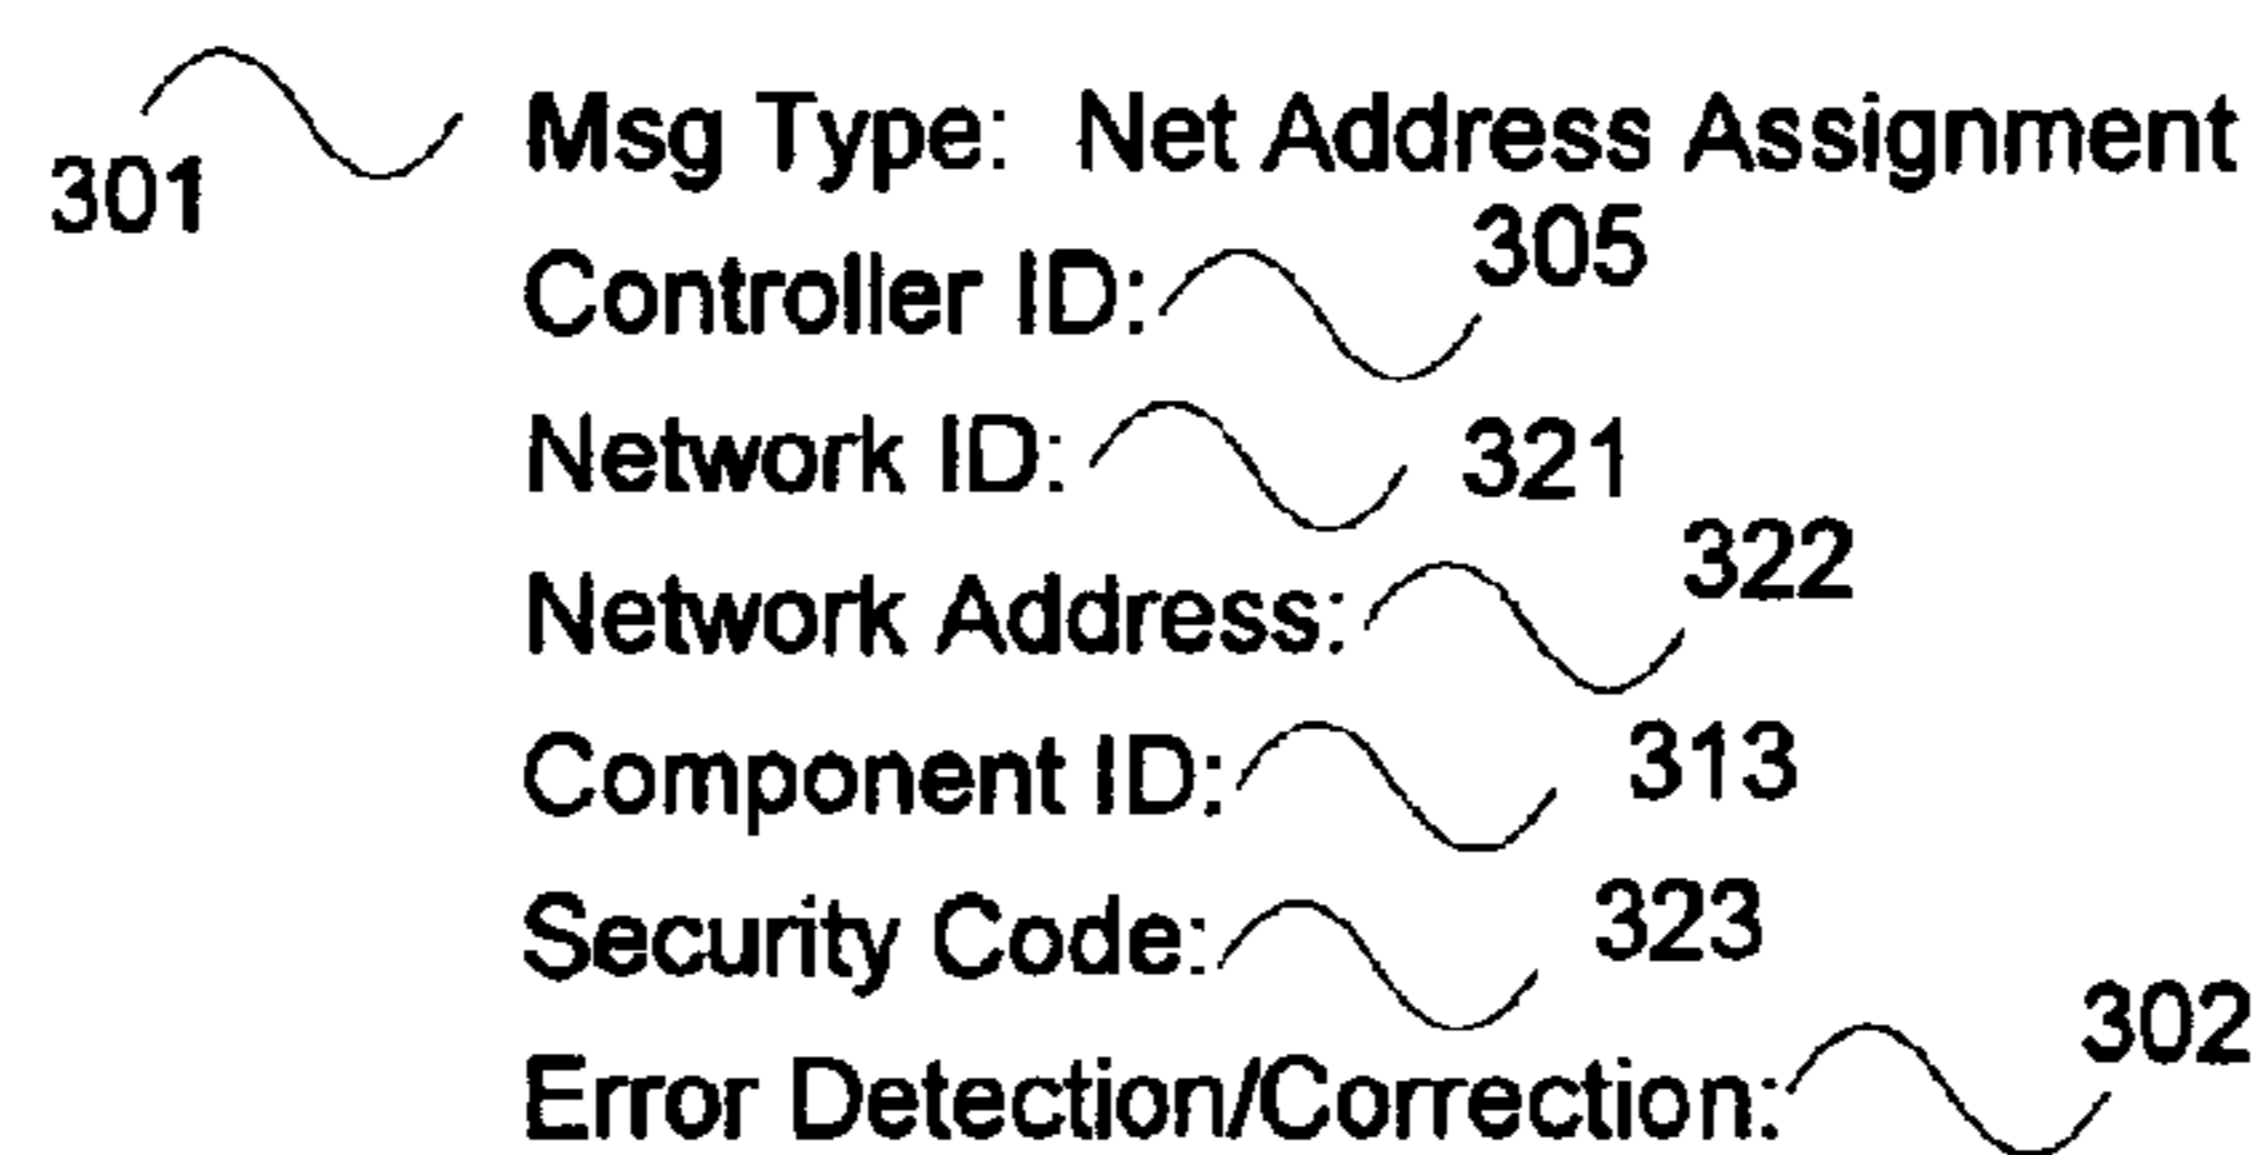 301 Msg Type: Net Address Assignment
Controller ID: 305
Network ID: 321
Network Address: 322
Component ID: 313
Security Code: 323
Error Detection/Correction: 302